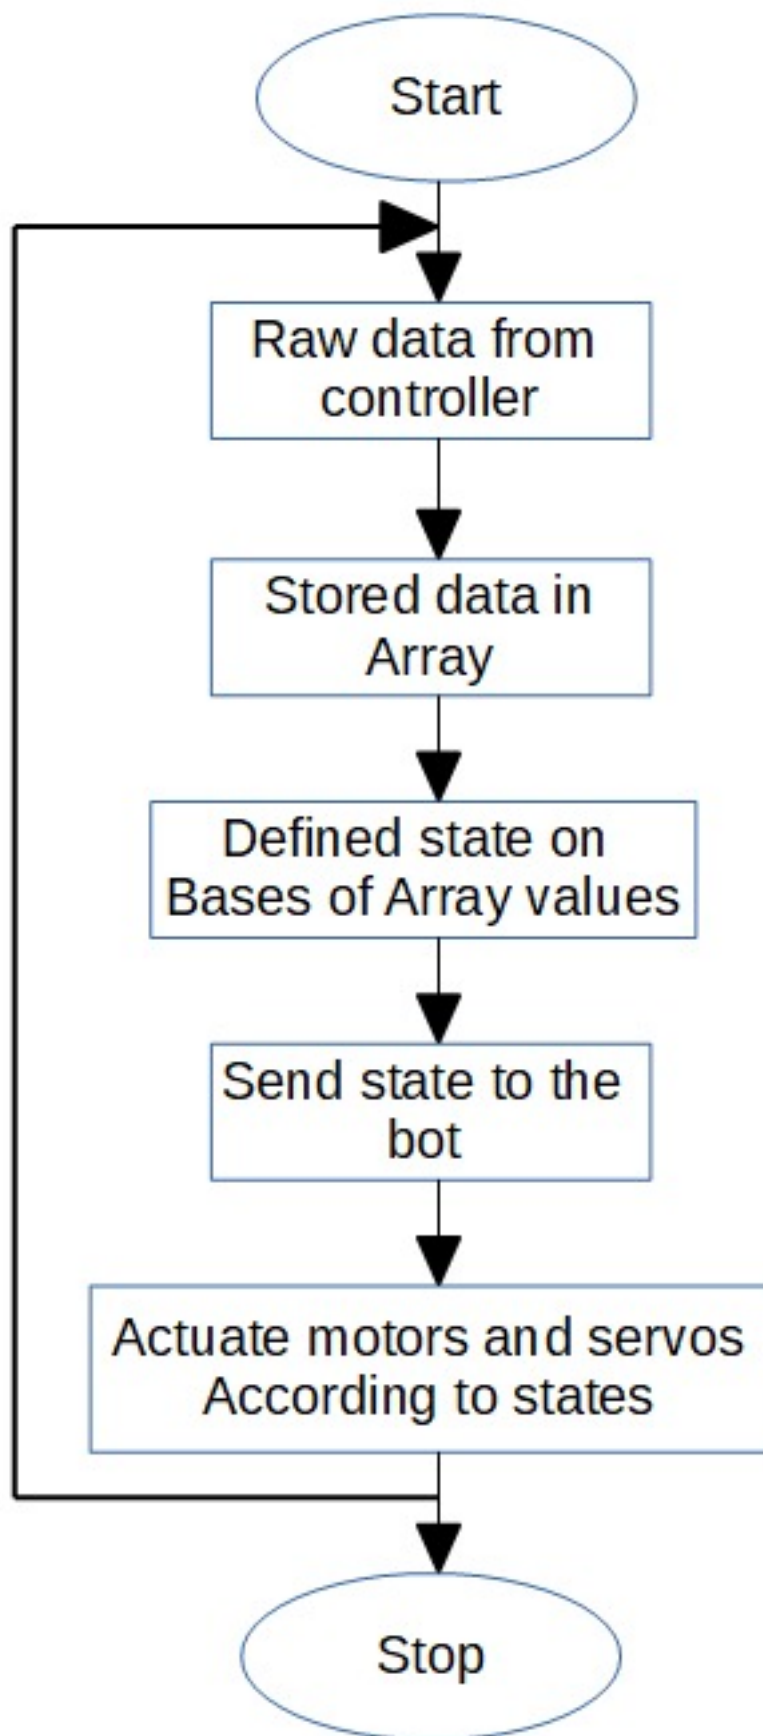 Start
Raw data from
controller
Stored data in
Array
Defined state on
Bases of Array values
Send state to the
bot
Actuate motors and servos
According to states
Stop